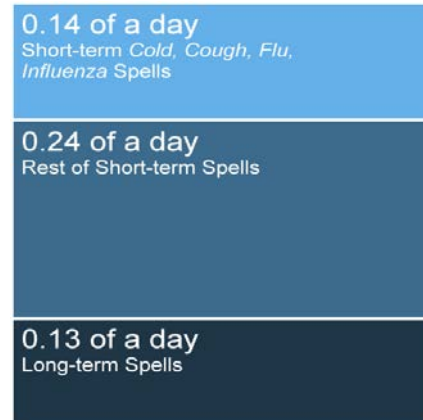 0.14 of a day
Short-term Cold, Cough, Flu,
Influenza Spells
0.24 of a day
Rest of Short-term Spells
0.13 of a day
Long-term Spells